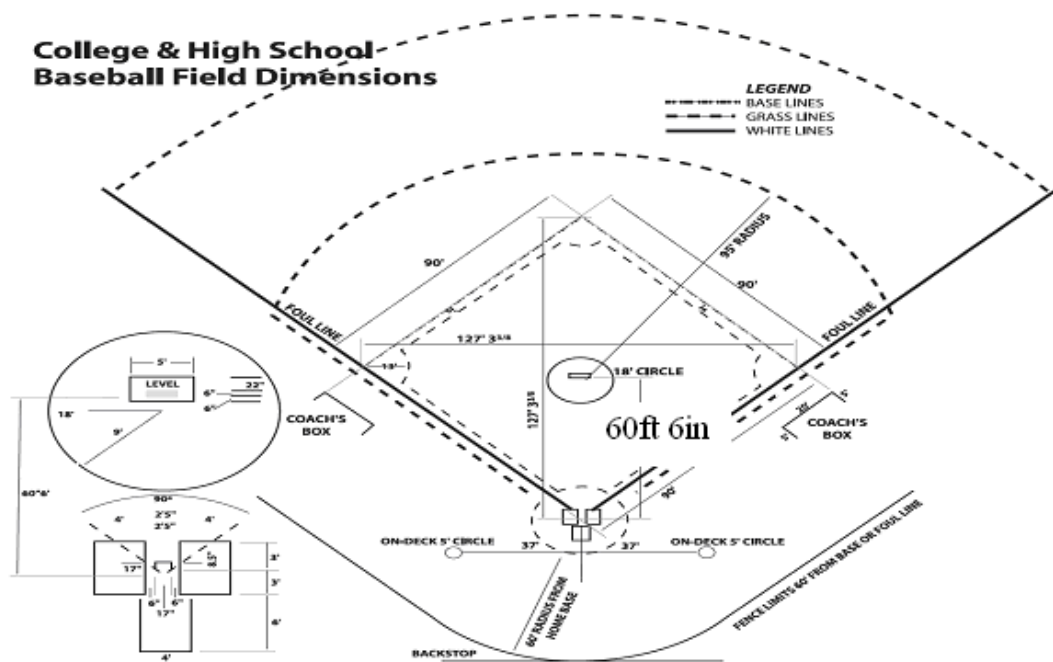 College & High School
Baseball Field Dimensions
LEGEND
BASE LINES
GRASS LINES
WHITE LINES
95' RADIUS
90'
90'
FOUL LINE
FOUL LINE
127' 3 3/8
13'
18' CIRCLE
127' 3 3/8
60ft 6in
15'
20'
5'
COACH'S
BOX
COACH'S
BOX
5'
LEVEL
22"
6"
6"
18'
9'
60"6'
90°
4'
2'5"
4'
2'5"
17"
8.5"
3'
3'
6"
6"
17"
6'
4'
90'
ON-DECK 5' CIRCLE
37'
37'
ON-DECK 5' CIRCLE
60' RADIUS FROM
HOME BASE
FENCE LIMITS 60' FROM BASE OR FOUL LINE
BACKSTOP